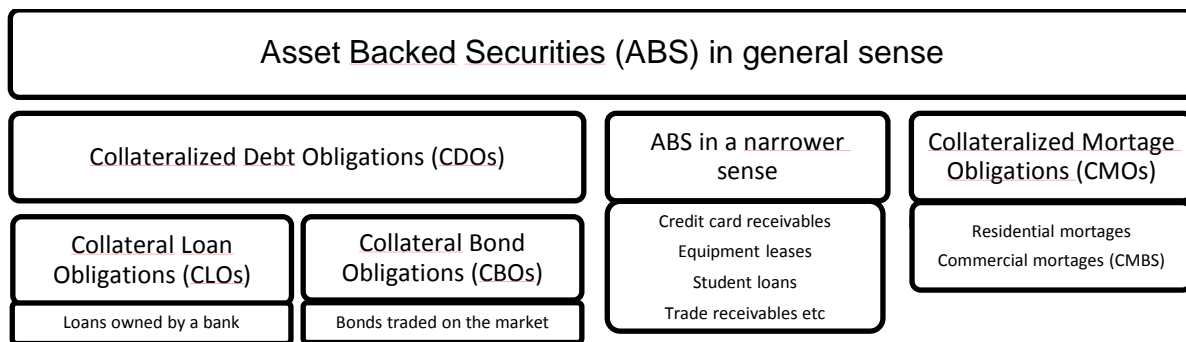 Asset Backed Securities (ABS) in general sense
Collateralized Debt Obligations (CDOs)
Collateral Loan
Obligations (CLOs)
Loans owned by a bank
Collateral Bond
Obligations (CBOs)
Bonds traded on the market
ABS in a narrower
sense
Credit card receivables
Equipment leases
Student loans
Trade receivables etc
Collateralized Mortage
Obligations (CMOs)
Residential mortages
Commercial mortages (CMBS)